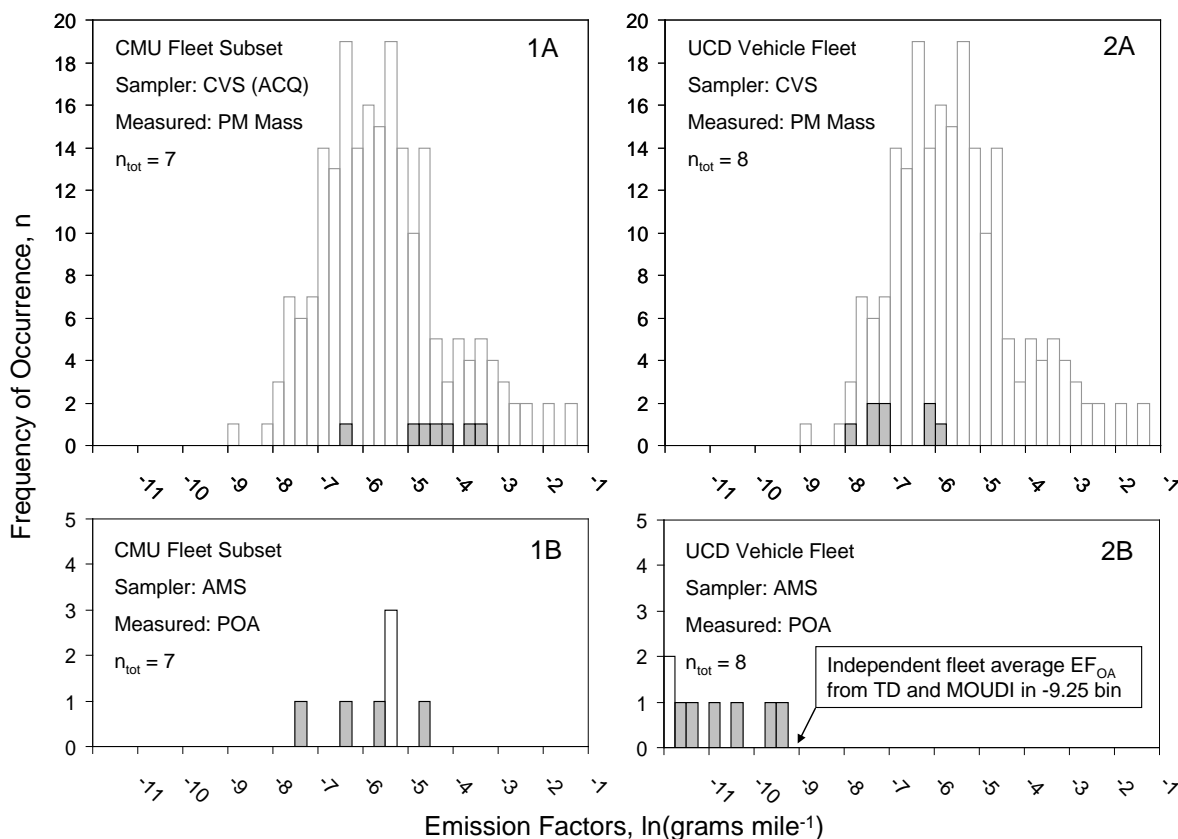 Frequency of Occurrence, n
20
18
16
14
12
10
8
6
4
2
0
CMU Fleet Subset
Sampler: CVS (ACQ)
Measured: PM Mass
n_tot = 7
1A
-11 -10 -9 -8 -7 -6 -5 -4 -3 -2 -1
20
18
16
14
12
10
8
6
4
2
0
UCD Vehicle Fleet
Sampler: CVS
Measured: PM Mass
n_tot = 8
2A
-11 -10 -9 -8 -7 -6 -5 -4 -3 -2 -1
5
4
3
2
1
0
CMU Fleet Subset
Sampler: AMS
Measured: POA
n_tot = 7
1B
-11 -10 -9 -8 -7 -6 -5 -4 -3 -2 -1
5
4
3
2
1
0
UCD Vehicle Fleet
Sampler: AMS
Measured: POA
n_tot = 8
2B
Independent fleet average EF_OA
from TD and MOUDI in -9.25 bin
-11 -10 -9 -8 -7 -6 -5 -4 -3 -2 -1
Emission Factors, ln(grams mile⁻¹)